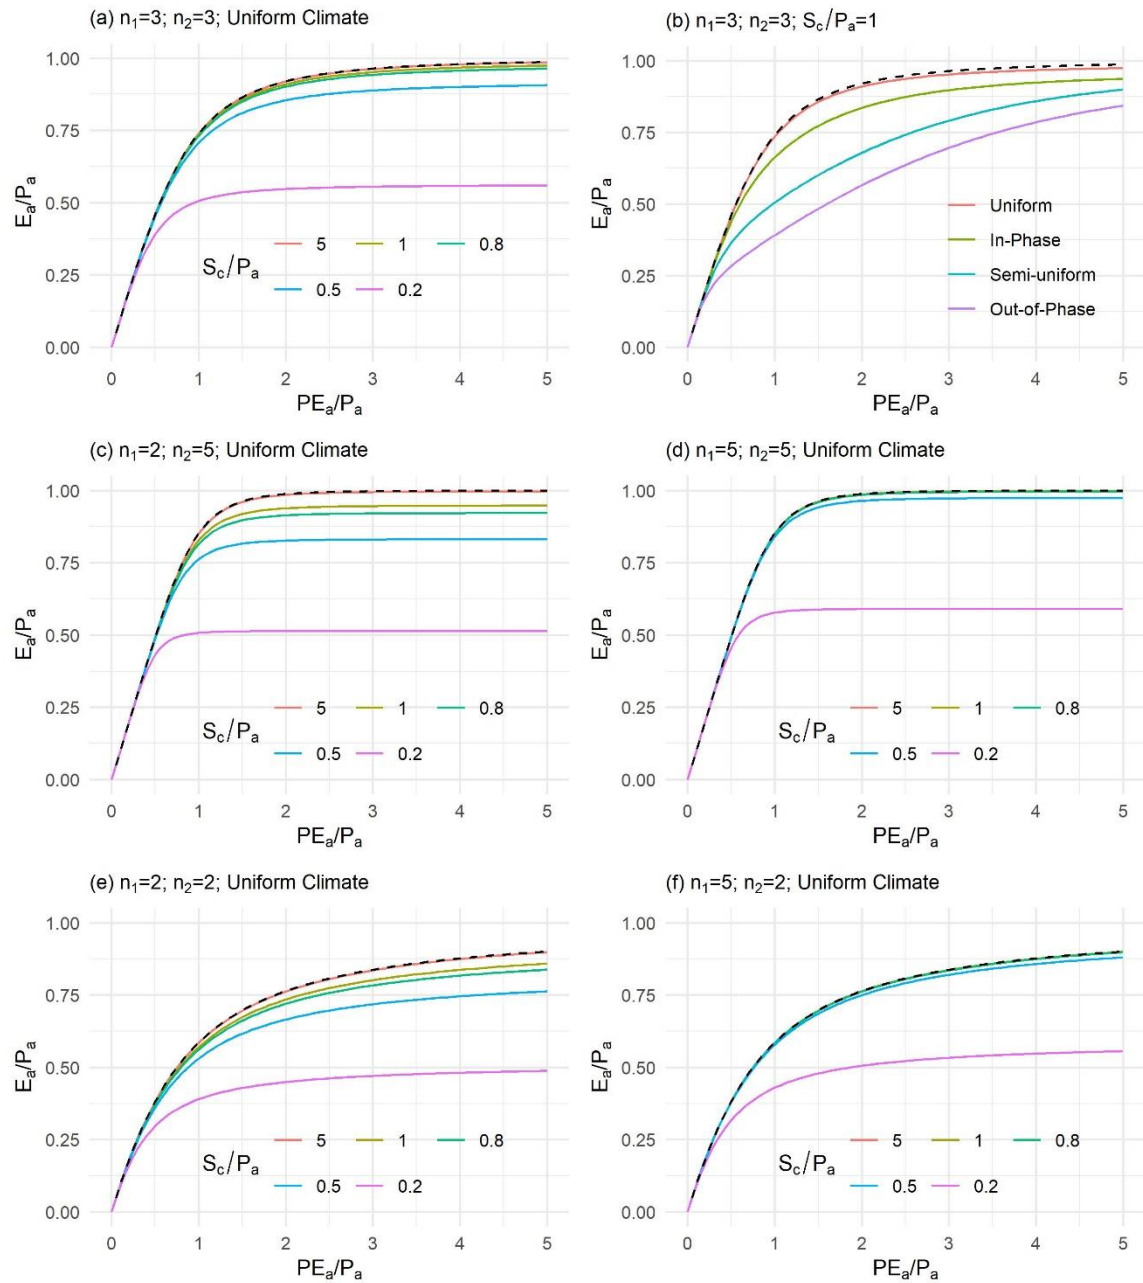 (a) n₁=3; n₂=3; Uniform Climate
1.00
0.75
0.50
0.25
0.00
Eₐ/Pₐ
S꜀/Pₐ
5 1 0.8
0.5 0.2
0 1 2 3 4 5
PEₐ/Pₐ
(b) n₁=3; n₂=3; S꜀/Pₐ=1
1.00
0.75
0.50
0.25
0.00
Eₐ/Pₐ
Uniform
In-Phase
Semi-uniform
Out-of-Phase
0 1 2 3 4 5
PEₐ/Pₐ
(c) n₁=2; n₂=5; Uniform Climate
1.00
0.75
0.50
0.25
0.00
Eₐ/Pₐ
S꜀/Pₐ
5 1 0.8
0.5 0.2
0 1 2 3 4 5
PEₐ/Pₐ
(d) n₁=5; n₂=5; Uniform Climate
1.00
0.75
0.50
0.25
0.00
Eₐ/Pₐ
S꜀/Pₐ
5 1 0.8
0.5 0.2
0 1 2 3 4 5
PEₐ/Pₐ
(e) n₁=2; n₂=2; Uniform Climate
1.00
0.75
0.50
0.25
0.00
Eₐ/Pₐ
S꜀/Pₐ
5 1 0.8
0.5 0.2
0 1 2 3 4 5
PEₐ/Pₐ
(f) n₁=5; n₂=2; Uniform Climate
1.00
0.75
0.50
0.25
0.00
Eₐ/Pₐ
S꜀/Pₐ
5 1 0.8
0.5 0.2
0 1 2 3 4 5
PEₐ/Pₐ